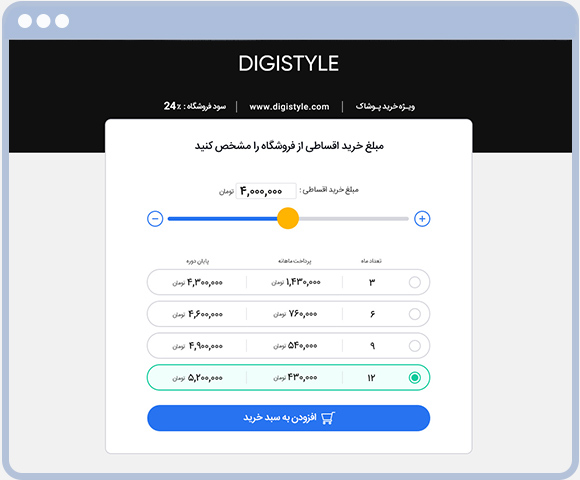 DIGISTYLE
ویـژه خرید پـوشاک | www.digistyle.com | سود فروشگاه : ٪24
مبلغ خرید اقساطی از فروشگاه را مشخص کنید
مبلغ خرید اقساطی : ۴,۰۰۰,۰۰۰ تومان
تعداد ماه پرداخت ماهانه پایان دوره
۳ ۱,۴۳۰,۰۰۰ تومان ۴,۳۰۰,۰۰۰ تومان
۶ ۷۶۰,۰۰۰ تومان ۴,۶۰۰,۰۰۰ تومان
۹ ۵۴۰,۰۰۰ تومان ۴,۹۰۰,۰۰۰ تومان
۱۲ ۴۳۰,۰۰۰ تومان ۵,۲۰۰,۰۰۰ تومان
افزودن به سبد خرید